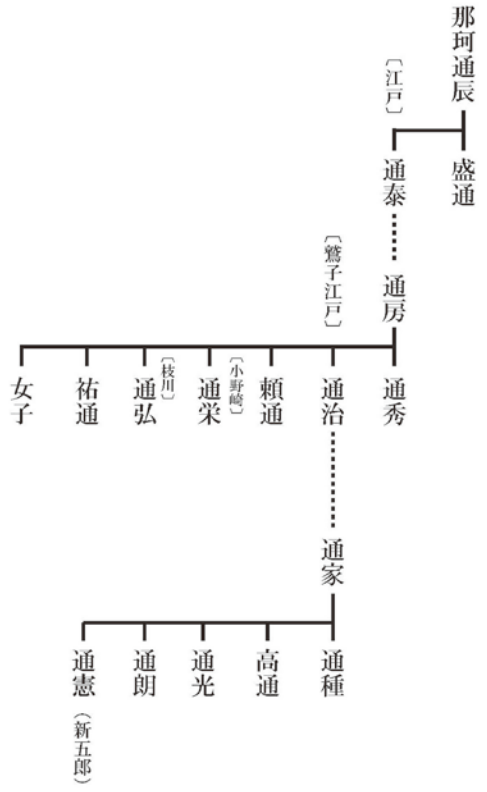 那珂通辰
盛通
〔江戸〕
通泰
通房
通秀
〔鷲子江戸〕
通治
頼通
〔小野崎〕
通栄
〔枝川〕
通弘
祐通
女子
通家
通種
高通
通光
通朗
通憲（新五郎）